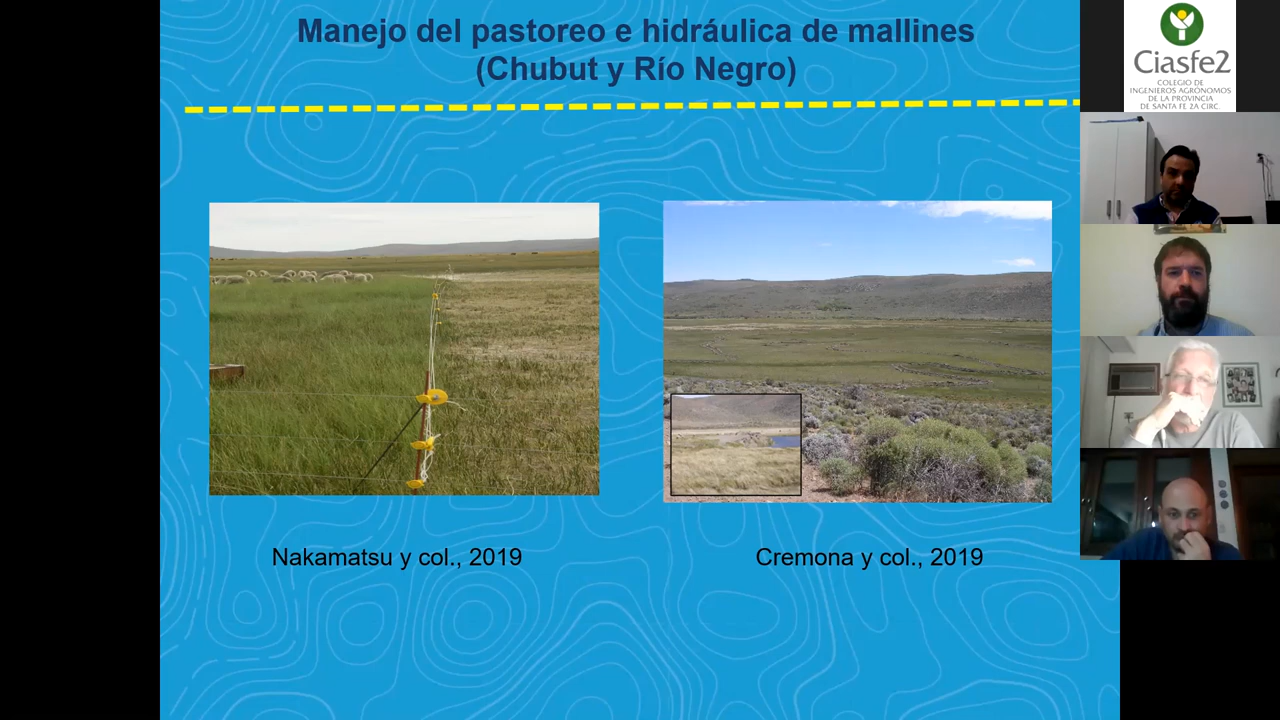 Manejo del pastoreo e hidráulica de mallines
(Chubut y Río Negro)
Nakamatsu y col., 2019
Cremona y col., 2019
Ciasfe2
COLEGIO DE
INGENIEROS AGRÓNOMOS
DE LA PROVINCIA
DE SANTA FE 2A CIRC.